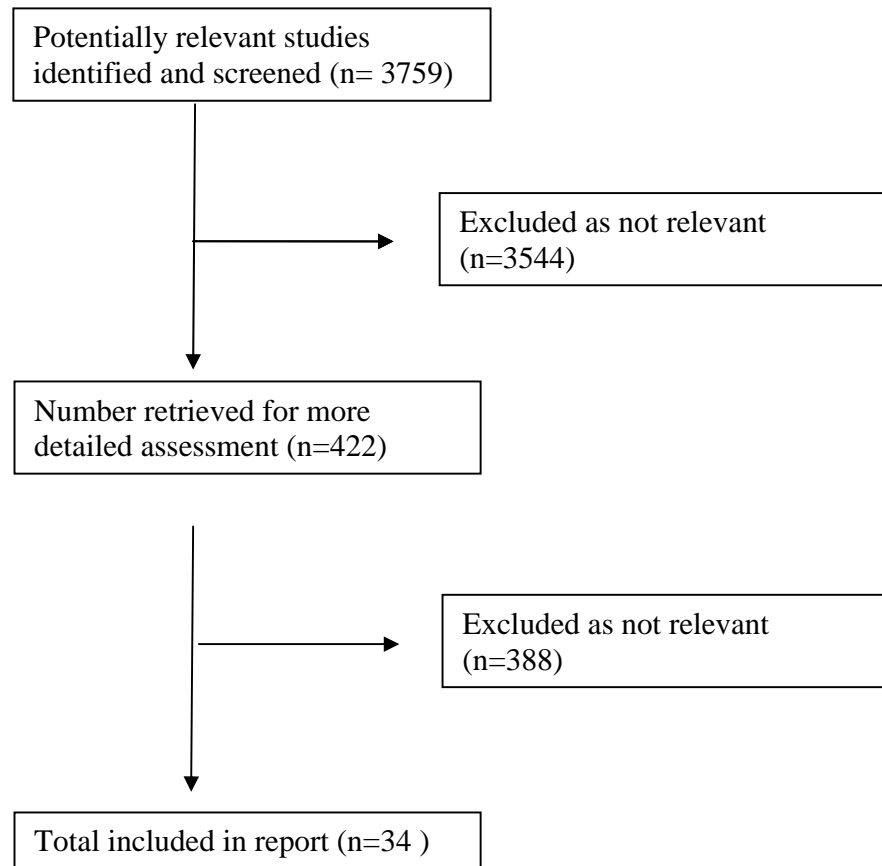 Potentially relevant studies
identified and screened (n= 3759)
Excluded as not relevant
(n=3544)
Number retrieved for more
detailed assessment (n=422)
Excluded as not relevant
(n=388)
Total included in report (n=34 )